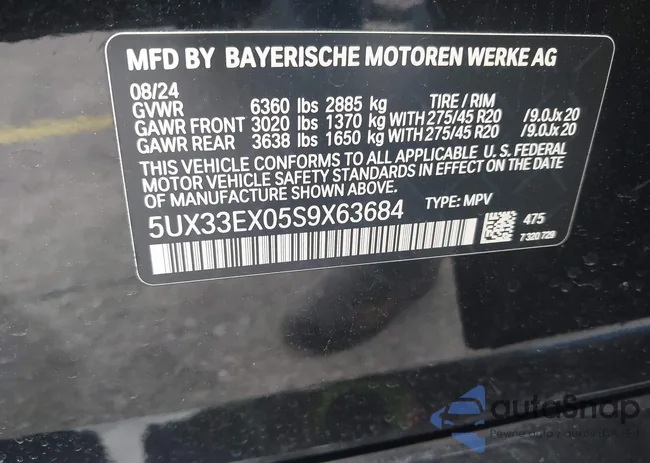 MFD BY BAYERISCHE MOTOREN WERKE AG
08/24
GVWR 6360 lbs 2885 kg TIRE / RIM
GAWR FRONT 3020 lbs 1370 kg WITH 275/45 R20 /9.0Jx20
GAWR REAR 3638 lbs 1650 kg WITH 275/45 R20 /9.0Jx20
THIS VEHICLE CONFORMS TO ALL APPLICABLE U.S. FEDERAL
MOTOR VEHICLE SAFETY STANDARDS IN EFFECT ON THE DATE
OF MANUFACTURE SHOWN ABOVE.
5UX33EX05S9X63684 TYPE: MPV
475
7 320 729
autoSnap
Pewne auta z autoryzow